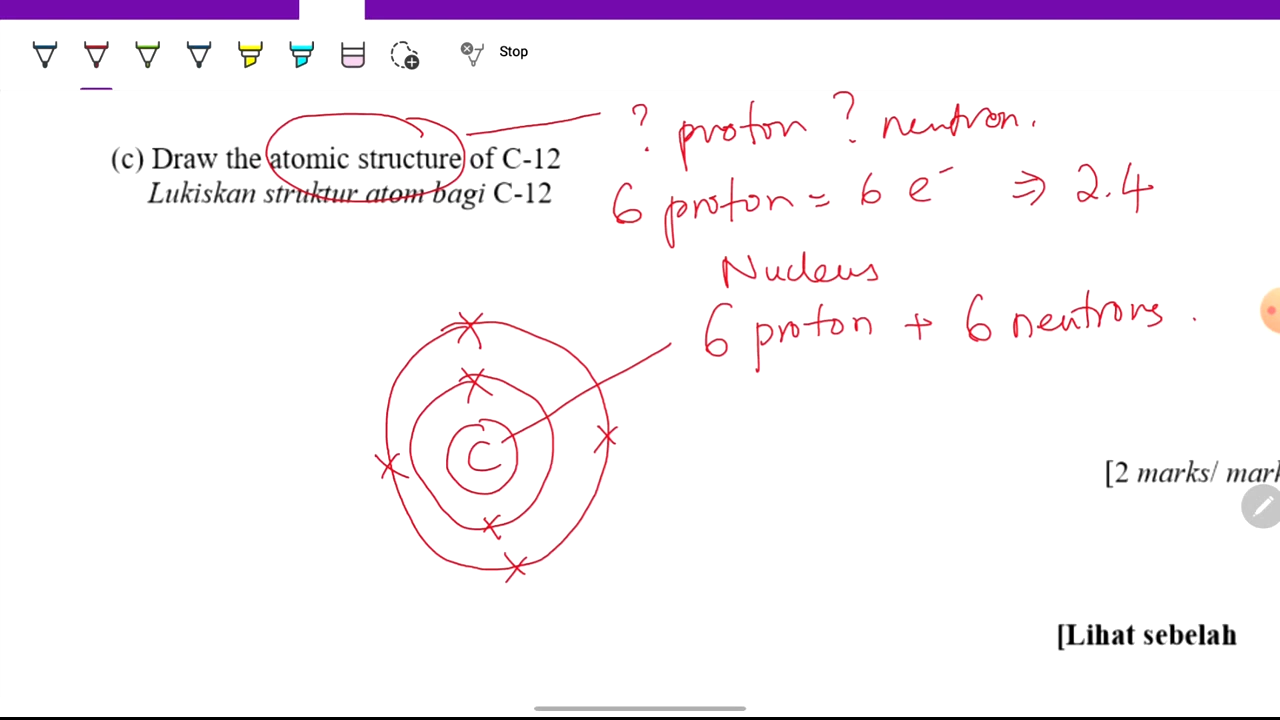 Stop
? proton ? neutron.
(c) Draw the atomic structure of C-12
Lukiskan struktur atom bagi C-12
6 proton = 6 e⁻ ⇒ 2.4
Nucleus
6 proton + 6 neutrons.
C
[2 marks/ mark
[Lihat sebelah